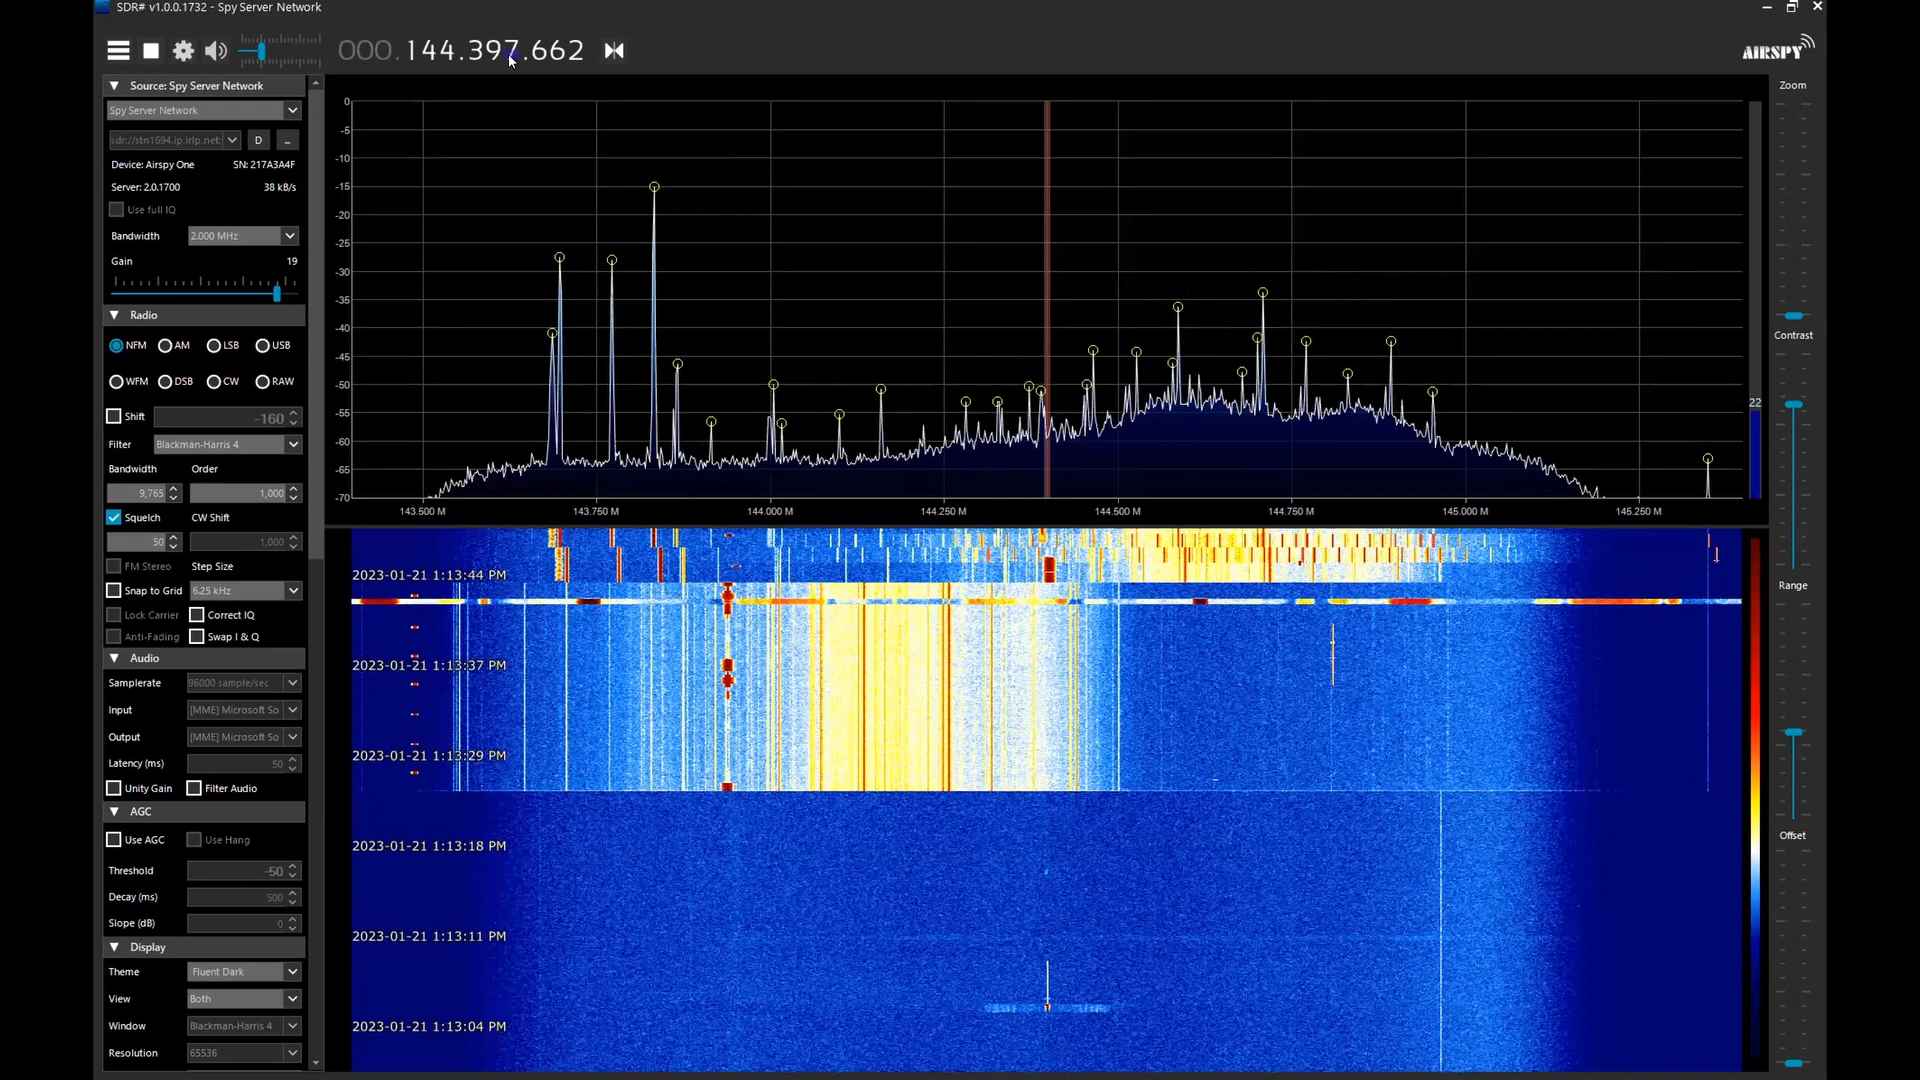 SDR# v1.0.0.1732 - Spy Server Network
000.144.397.662
AIRSPY
Source: Spy Server Network
Spy Server Network
sdr://stn1694.ip.irlp.net:
D
...
Device: Airspy One SN: 217A3A4F
Server: 2.0.1700 38 kB/s
Use full IQ
Bandwidth 2.000 MHz
Gain 19
Radio
NFM AM LSB USB
WFM DSB CW RAW
Shift -160
Filter Blackman-Harris 4
Bandwidth Order
9,765 1,000
Squelch CW Shift
50 1,000
FM Stereo Step Size
Snap to Grid 6.25 kHz
Lock Carrier Correct IQ
Anti-Fading Swap I & Q
Audio
Samplerate 96000 sample/sec
Input [MME] Microsoft So
Output [MME] Microsoft So
Latency (ms) 50
Unity Gain Filter Audio
AGC
Use AGC Use Hang
Threshold -50
Decay (ms) 500
Slope (dB) 0
Display
Theme Fluent Dark
View Both
Window Blackman-Harris 4
Resolution 65536
0
-5
-10
-15
-20
-25
-30
-35
-40
-45
-50
-55
-60
-65
-70
143.500 M 143.750 M 144.000 M 144.250 M 144.500 M 144.750 M 145.000 M 145.250 M
22
2023-01-21 1:13:44 PM
2023-01-21 1:13:37 PM
2023-01-21 1:13:29 PM
2023-01-21 1:13:18 PM
2023-01-21 1:13:11 PM
2023-01-21 1:13:04 PM
Zoom
Contrast
Range
Offset